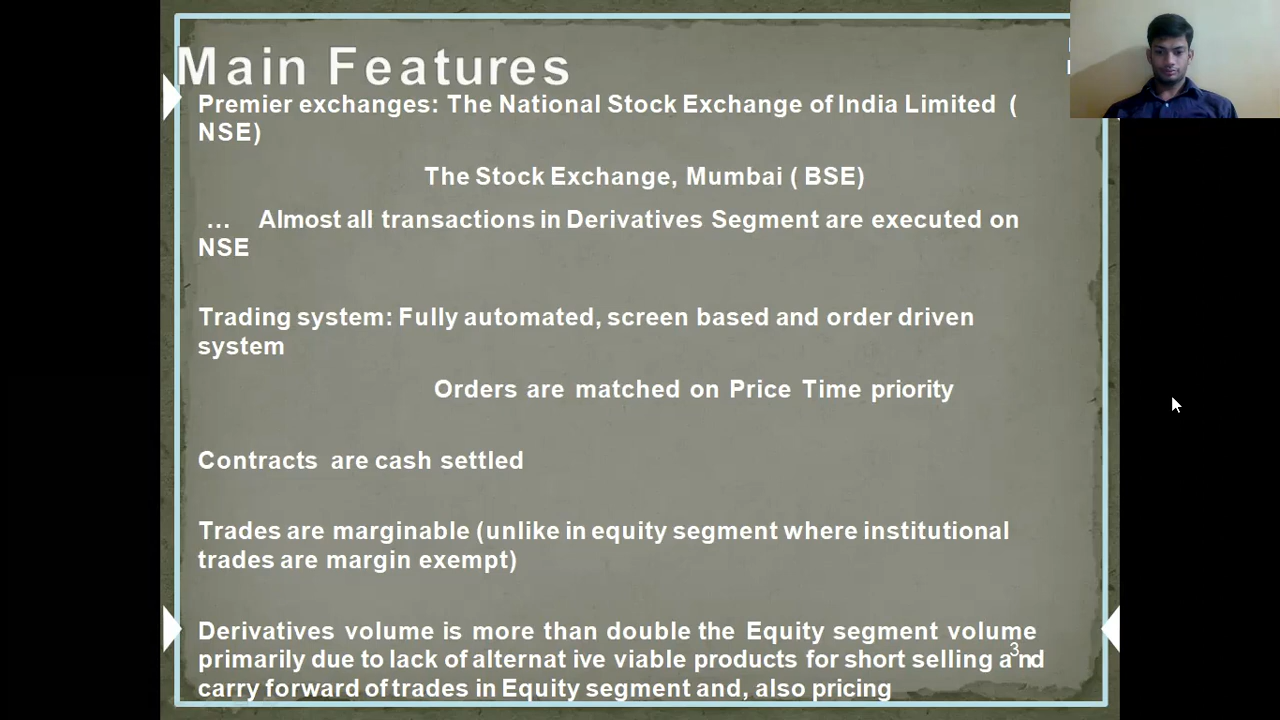 Main Features
Premier exchanges: The National Stock Exchange of India Limited (
NSE)
The Stock Exchange, Mumbai ( BSE)
... Almost all transactions in Derivatives Segment are executed on
NSE
Trading system: Fully automated, screen based and order driven
system
Orders are matched on Price Time priority
Contracts are cash settled
Trades are marginable (unlike in equity segment where institutional
trades are margin exempt)
Derivatives volume is more than double the Equity segment volume
primarily due to lack of alternat ive viable products for short selling and
carry forward of trades in Equity segment and, also pricing
3